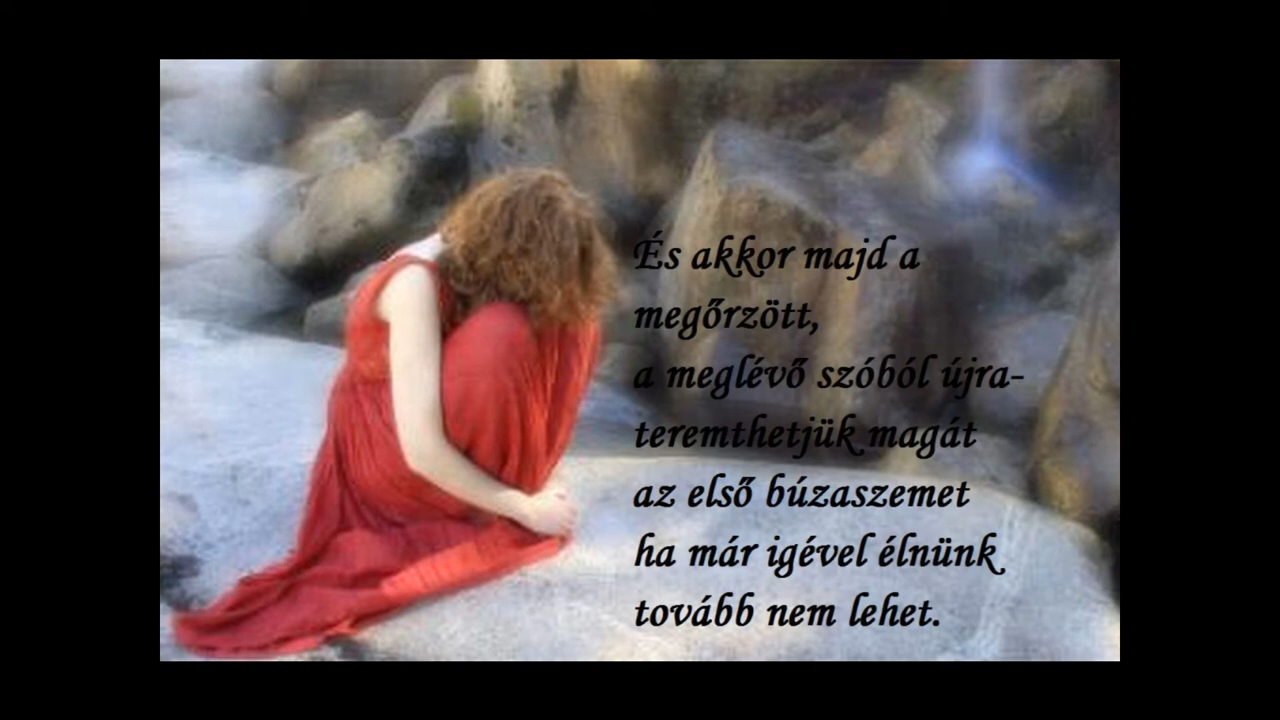 És akkor majd a
megőrzött,
a meglévő szóból újra-
teremthetjük magát
az első búzaszemet
ha már igével élnünk
tovább nem lehet.